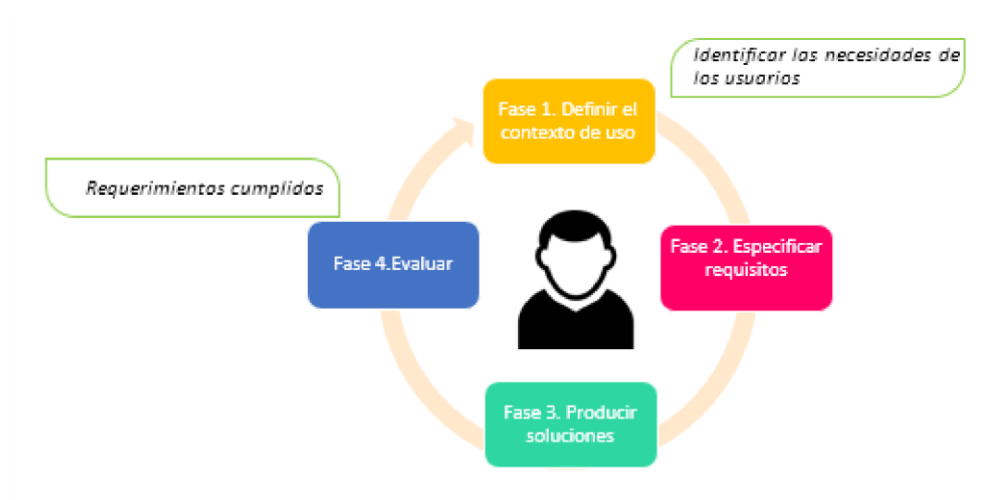 Identificar las necesidades de
los usuarios
Fase 1. Definir el
contexto de uso
Requerimientos cumplidos
Fase 2. Especificar
requisitos
Fase 4.Evaluar
Fase 3. Producir
soluciones